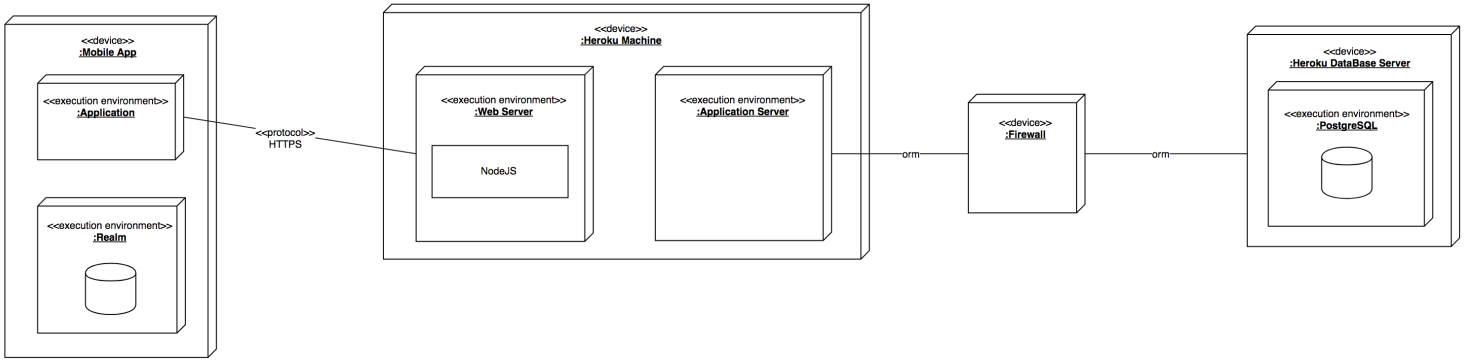 <<device>>
:Mobile App
<<execution environment>>
:Application
<<execution environment>>
:Realm
<<protocol>>
HTTPS
<<device>>
:Heroku Machine
<<execution environment>>
:Web Server
NodeJS
<<execution environment>>
:Application Server
orm
<<device>>
:Firewall
orm
<<device>>
:Heroku DataBase Server
<<execution environment>>
:PostgreSQL